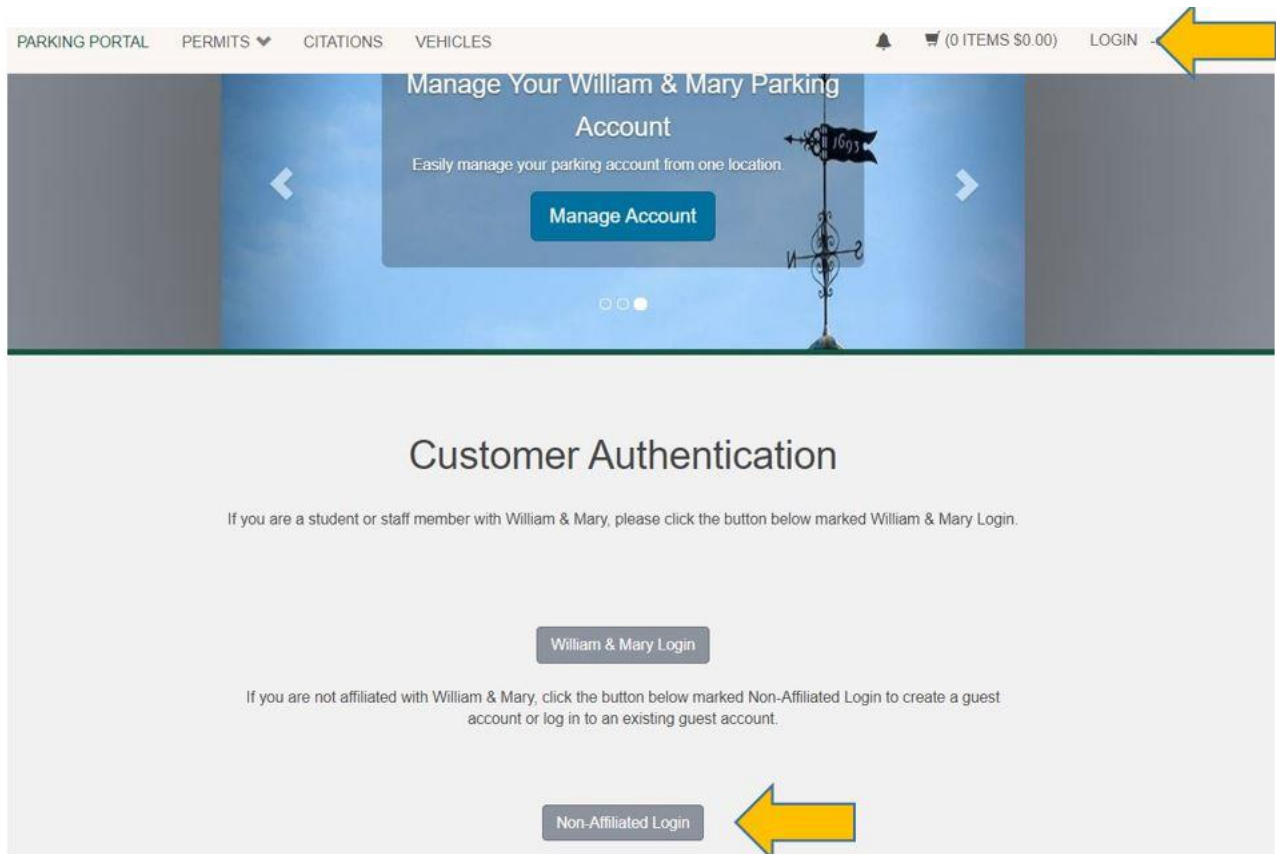 PARKING PORTAL PERMITS CITATIONS VEHICLES (0 ITEMS $0.00) LOGIN
Manage Your William & Mary Parking
Account
1693
Easily manage your parking account from one location.
Manage Account
N S
Customer Authentication
If you are a student or staff member with William & Mary, please click the button below marked William & Mary Login.
William & Mary Login
If you are not affiliated with William & Mary, click the button below marked Non-Affiliated Login to create a guest
account or log in to an existing guest account.
Non-Affiliated Login